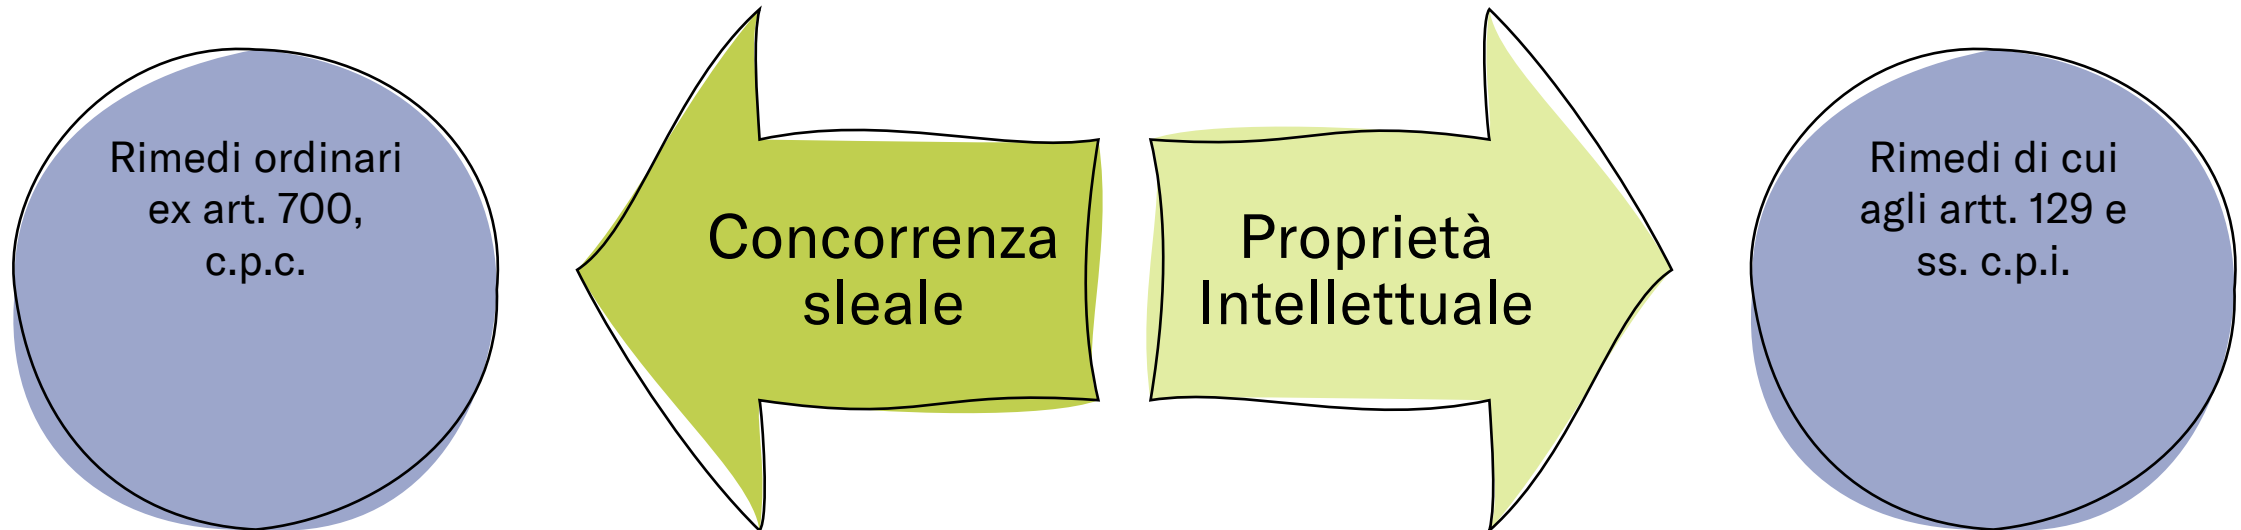 Rimedi ordinari
ex art. 700,
c.p.c.
Concorrenza
sleale
Proprietà
Intellettuale
Rimedi di cui
agli artt. 129 e
ss. c.p.i.